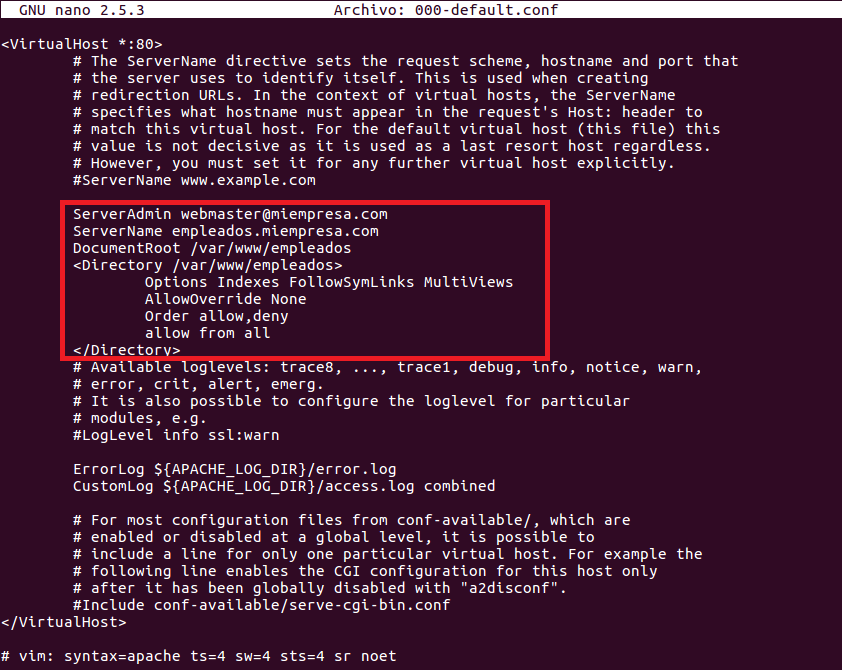 GNU nano 2.5.3 Archivo: 000-default.conf
<VirtualHost *:80>
# The ServerName directive sets the request scheme, hostname and port that
# the server uses to identify itself. This is used when creating
# redirection URLs. In the context of virtual hosts, the ServerName
# specifies what hostname must appear in the request's Host: header to
# match this virtual host. For the default virtual host (this file) this
# value is not decisive as it is used as a last resort host regardless.
# However, you must set it for any further virtual host explicitly.
#ServerName www.example.com
ServerAdmin webmaster@miempresa.com
ServerName empleados.miempresa.com
DocumentRoot /var/www/empleados
<Directory /var/www/empleados>
Options Indexes FollowSymLinks MultiViews
AllowOverride None
Order allow,deny
allow from all
</Directory>
# Available loglevels: trace8, ..., trace1, debug, info, notice, warn,
# error, crit, alert, emerg.
# It is also possible to configure the loglevel for particular
# modules, e.g.
#LogLevel info ssl:warn
ErrorLog ${APACHE_LOG_DIR}/error.log
CustomLog ${APACHE_LOG_DIR}/access.log combined
# For most configuration files from conf-available/, which are
# enabled or disabled at a global level, it is possible to
# include a line for only one particular virtual host. For example the
# following line enables the CGI configuration for this host only
# after it has been globally disabled with "a2disconf".
#Include conf-available/serve-cgi-bin.conf
</VirtualHost>
# vim: syntax=apache ts=4 sw=4 sts=4 sr noet